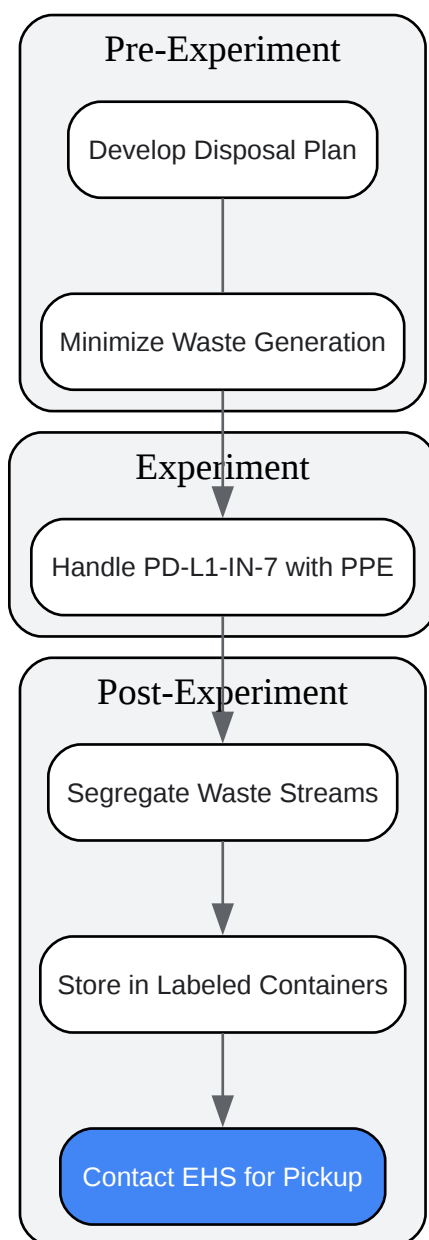 Pre-Experiment
Develop Disposal Plan
Minimize Waste Generation
Experiment
Handle PD-L1-IN-7 with PPE
Post-Experiment
Segregate Waste Streams
Store in Labeled Containers
Contact EHS for Pickup